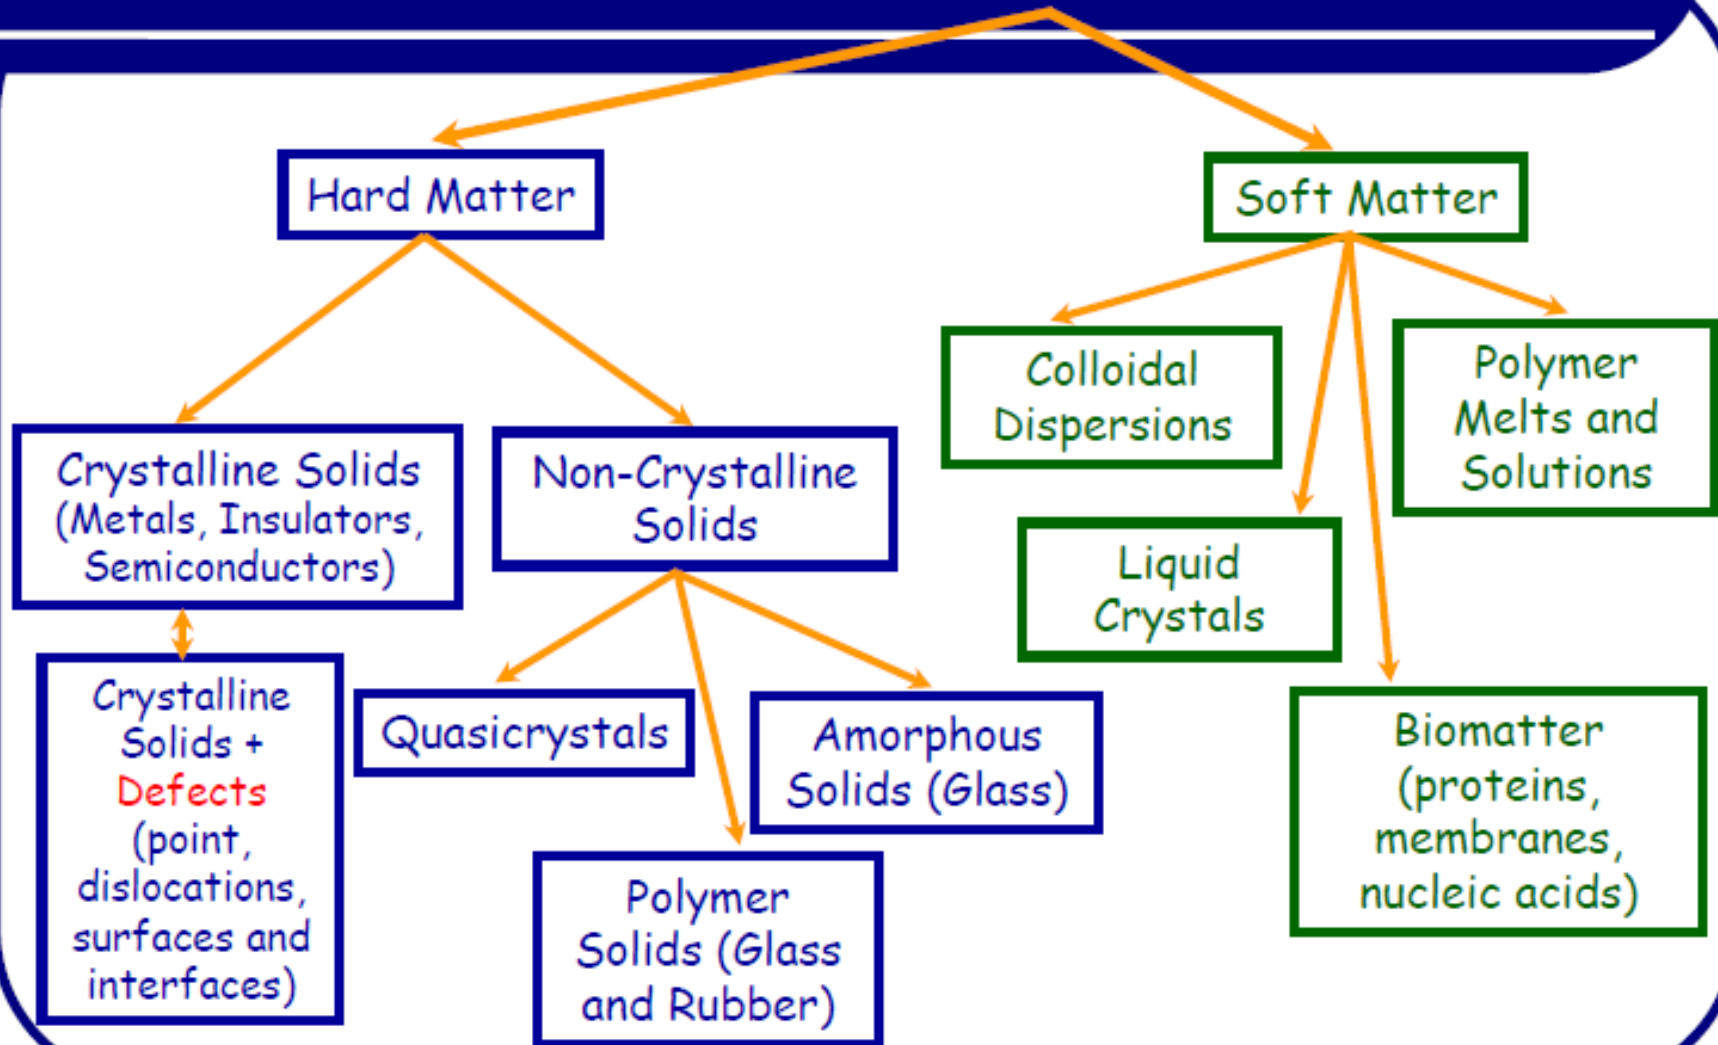 Hard Matter
Soft Matter
Colloidal
Dispersions
Polymer
Melts and
Solutions
Crystalline Solids
(Metals, Insulators,
Semiconductors)
Non-Crystalline
Solids
Liquid
Crystals
Crystalline
Solids +
Defects
(point,
dislocations,
surfaces and
interfaces)
Quasicrystals
Amorphous
Solids (Glass)
Biomatter
(proteins,
membranes,
nucleic acids)
Polymer
Solids (Glass
and Rubber)